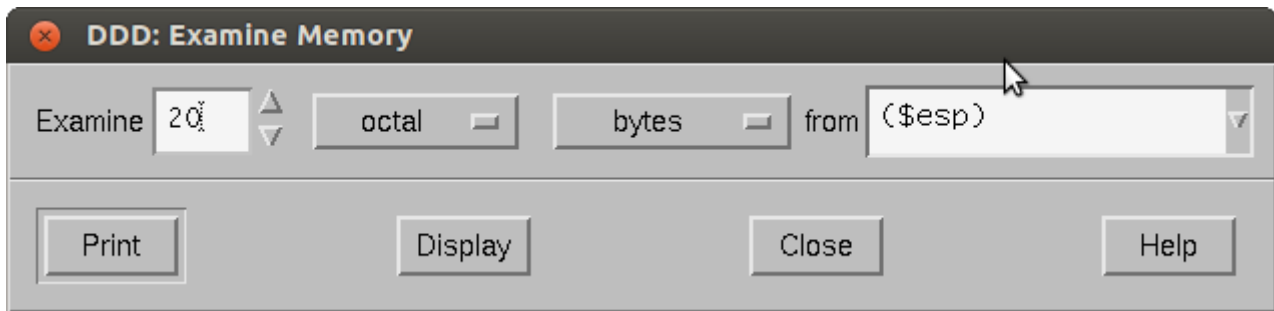 DDD: Examine Memory
Examine 20 octal bytes from ($esp)
Print Display Close Help